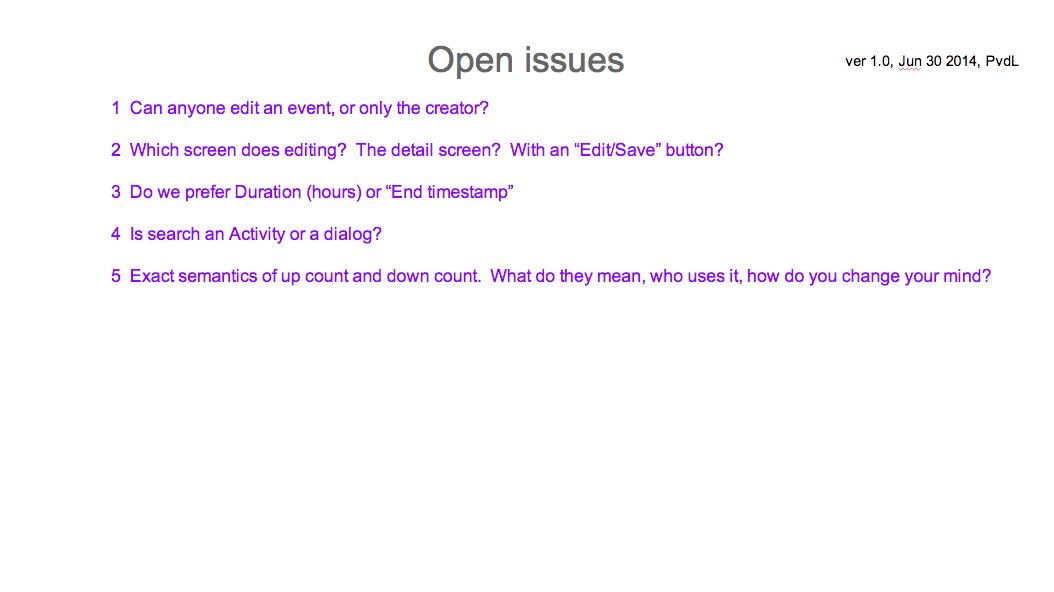 Open issues
ver 1.0, Jun 30 2014, PvdL
1 Can anyone edit an event, or only the creator?
2 Which screen does editing?  The detail screen?  With an “Edit/Save” button?
3 Do we prefer Duration (hours) or “End timestamp”
4 Is search an Activity or a dialog?
5 Exact semantics of up count and down count.  What do they mean, who uses it, how do you change your mind?